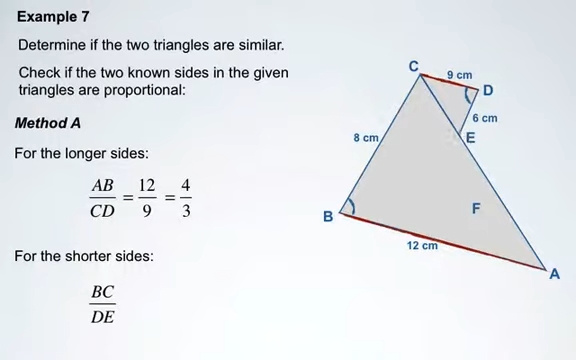 Example 7
Determine if the two triangles are similar.
Check if the two known sides in the given
triangles are proportional:
Method A
For the longer sides:
AB/CD = 12/9 = 4/3
For the shorter sides:
BC/DE
C
9 cm
D
6 cm
E
8 cm
F
B
12 cm
A